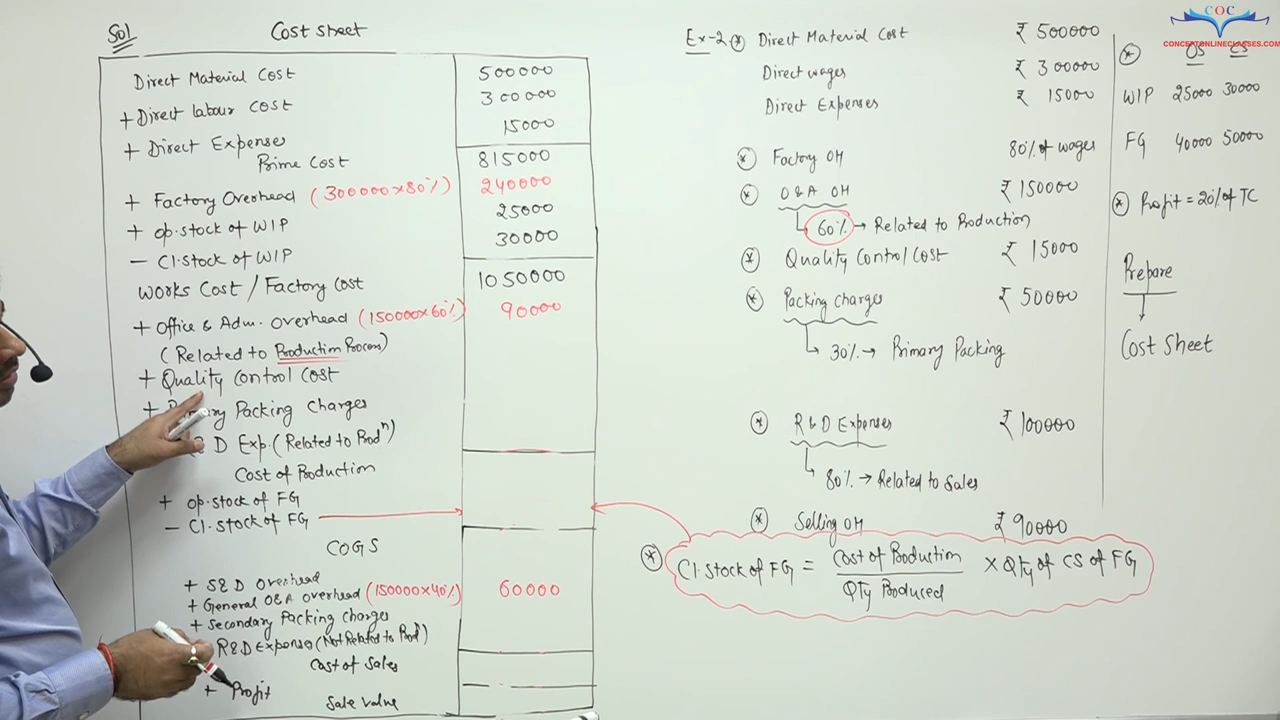 Sol
Cost sheet
Direct Material Cost 500000
+ Direct labour Cost 300000
+ Direct Expenses 15000
Prime Cost 815000
+ Factory Overhead (300000x80%) 240000
+ op.stock of WIP 25000
- Cl.stock of WIP 30000
Works Cost / Factory Cost 1050000
+ Office & Adm. overhead (150000x60%) 90000
(Related to Production Process)
+ Quality Control Cost
+ Packing Charges
D Exp. (Related to Prodⁿ)
Cost of Production
+ op.stock of FG
- Cl.stock of FG
COGS
+ S&D overhead
+ General O&A overhead (150000x40%) 60000
+ Secondary Packing charges
R&D Expenses (Not Related to Prodⁿ)
Cost of Sales
+ Profit
Sale Value
Ex-2 * Direct Material Cost ₹ 500000
Direct wages ₹ 300000
Direct Expenses ₹ 15000
* Factory OH 80% of wages
* O&A OH ₹ 150000
60% → Related to Production
* Quality Control Cost ₹ 15000
* Packing charges ₹ 50000
30% → Primary Packing
* R&D Expenses ₹ 100000
80% → Related to Sales
* Selling OH ₹ 90000
* Cl.stock of FG = Cost of Production / Qty Produced x QTy of CS of FG
* OS CS
WIP 25000 30000
FG 40000 50000
* Profit = 20% of TC
Prepare
Cost Sheet
COC
CONCEPTONLINECLASSES.COM